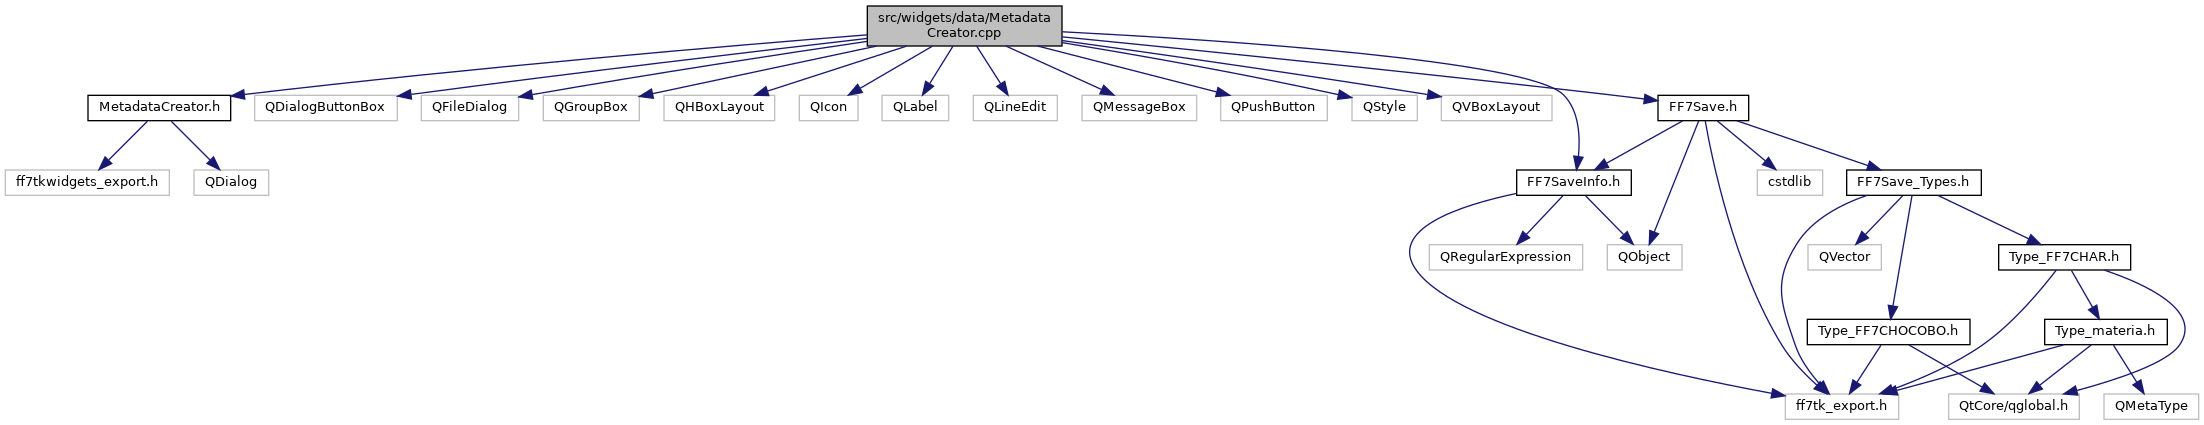 src/widgets/data/Metadata
Creator.cpp
MetadataCreator.h
QDialogButtonBox
QFileDialog
QGroupBox
QHBoxLayout
QIcon
QLabel
QLineEdit
QMessageBox
QPushButton
QStyle
QVBoxLayout
FF7Save.h
ff7tkwidgets_export.h
QDialog
FF7SaveInfo.h
cstdlib
FF7Save_Types.h
QRegularExpression
QObject
QVector
Type_FF7CHAR.h
Type_FF7CHOCOBO.h
Type_materia.h
ff7tk_export.h
QtCore/qglobal.h
QMetaType